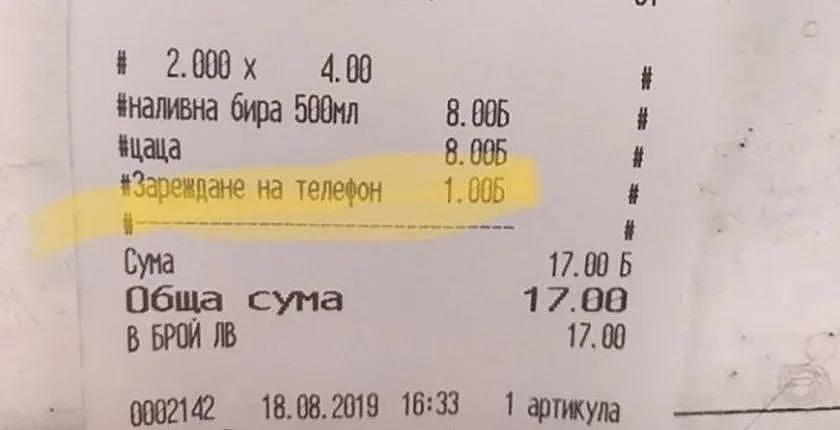 # 2.000 x 4.00 #
#наливна бира 500мл 8.00Б #
#цаца 8.00Б #
#Зареждане на телефон 1.00Б #
#---------------------------------------- #
Сума 17.00 Б
Обща сума 17.00
В БРОЙ ЛВ 17.00
0002142 18.08.2019 16:33 1 артикула